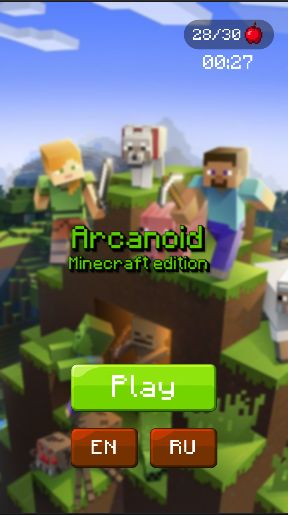 28/30
00:27
Arcanoid
Minecraft edition
Play
EN
RU